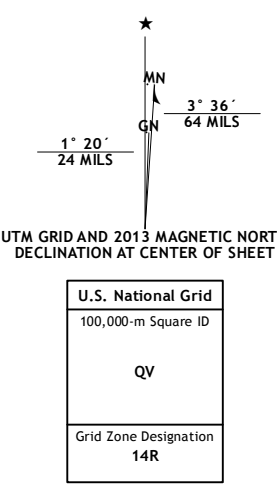 ★
MN
3° 36´
64 MILS
GN
1° 20´
24 MILS
UTM GRID AND 2013 MAGNETIC NORT
DECLINATION AT CENTER OF SHEET
U.S. National Grid
100,000-m Square ID
QV
Grid Zone Designation
14R